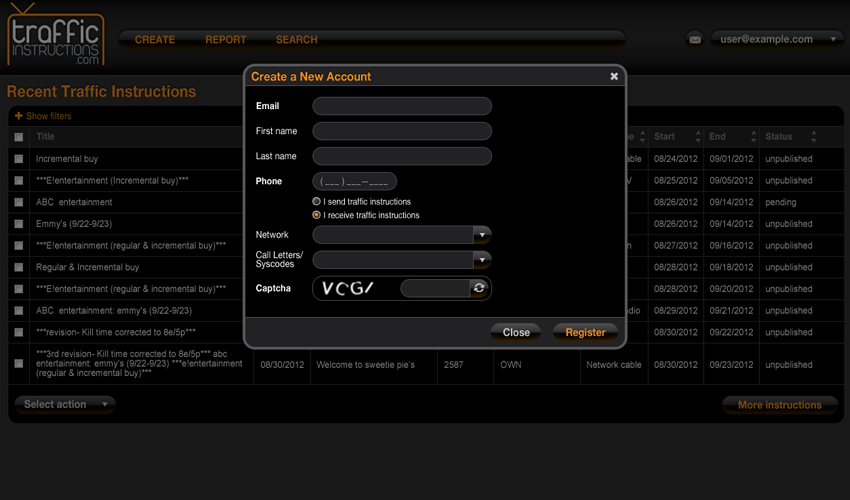 traffic
INSTRUCTIONS
.com
CREATE REPORT SEARCH
user@example.com
Recent Traffic Instructions
Show filters
Title Start End Status
Incremental buy 08/24/2012 09/01/2012 unpublished
***E!entertainment (Incremental buy)*** 08/25/2012 09/05/2012 unpublished
ABC entertainment 08/26/2012 09/14/2012 pending
Emmy's (9/22-9/23) 08/26/2012 09/14/2012 unpublished
***E!entertainment (regular & incremental buy)*** 08/27/2012 09/16/2012 unpublished
Regular & Incremental buy 08/28/2012 09/18/2012 unpublished
***E!entertainment (regular & incremental buy)*** 08/28/2012 09/20/2012 unpublished
ABC entertainment: emmy's (9/22-9/23) 08/29/2012 09/21/2012 unpublished
***revision- Kill time corrected to 8e/5p*** 08/30/2012 09/22/2012 unpublished
***3rd revision- Kill time corrected to 8e/5p*** abc
entertainment: emmy's (9/22-9/23) ***e!entertainment
(regular & incremental buy)***
08/30/2012 Welcome to sweetie pie's 2587 OWN Network cable 08/30/2012 09/23/2012 unpublished
Select action
More instructions
Create a New Account
Email
First name
Last name
Phone (___)___–____
I send traffic instructions
I receive traffic instructions
Network
Call Letters/
Syscodes
Captcha VCG/
Close Register